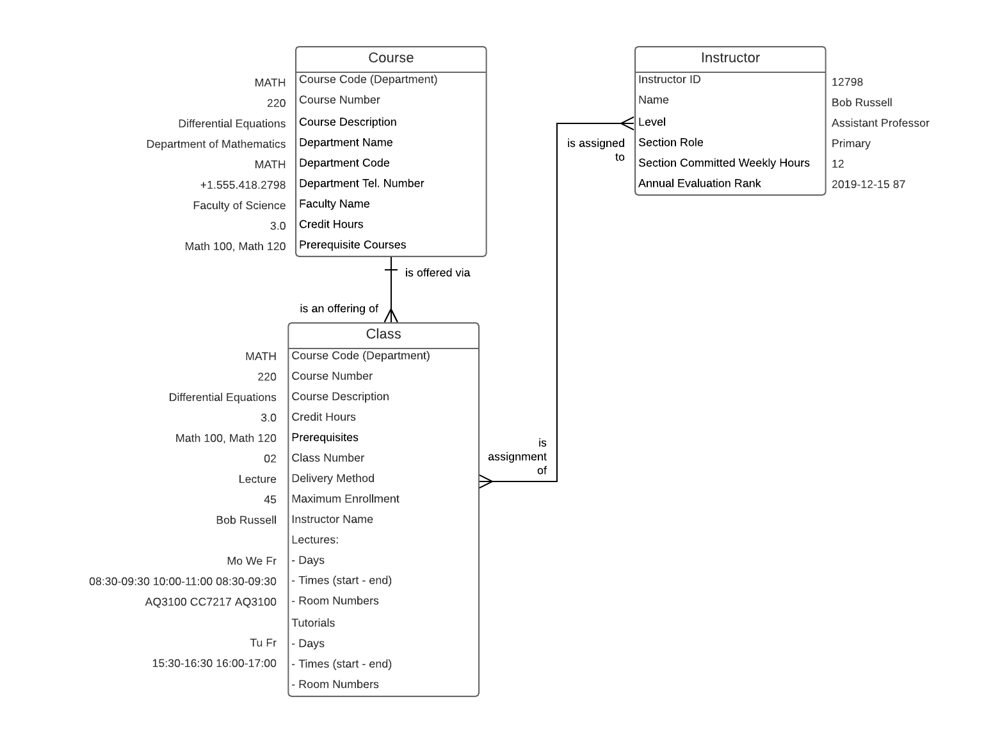 Course
MATH Course Code (Department)
220 Course Number
Differential Equations Course Description
Department of Mathematics Department Name
MATH Department Code
+1.555.418.2798 Department Tel. Number
Faculty of Science Faculty Name
3.0 Credit Hours
Math 100, Math 120 Prerequisite Courses
Instructor
Instructor ID 12798
Name Bob Russell
Level Assistant Professor
Section Role Primary
Section Committed Weekly Hours 12
Annual Evaluation Rank 2019-12-15 87
is assigned
to
is offered via
is an offering of
Class
MATH Course Code (Department)
220 Course Number
Differential Equations Course Description
3.0 Credit Hours
Math 100, Math 120 Prerequisites
02 Class Number
Lecture Delivery Method
45 Maximum Enrollment
Bob Russell Instructor Name
Lectures:
Mo We Fr - Days
08:30-09:30 10:00-11:00 08:30-09:30 - Times (start - end)
AQ3100 CC7217 AQ3100 - Room Numbers
Tutorials
Tu Fr - Days
15:30-16:30 16:00-17:00 - Times (start - end)
- Room Numbers
is
assignment
of